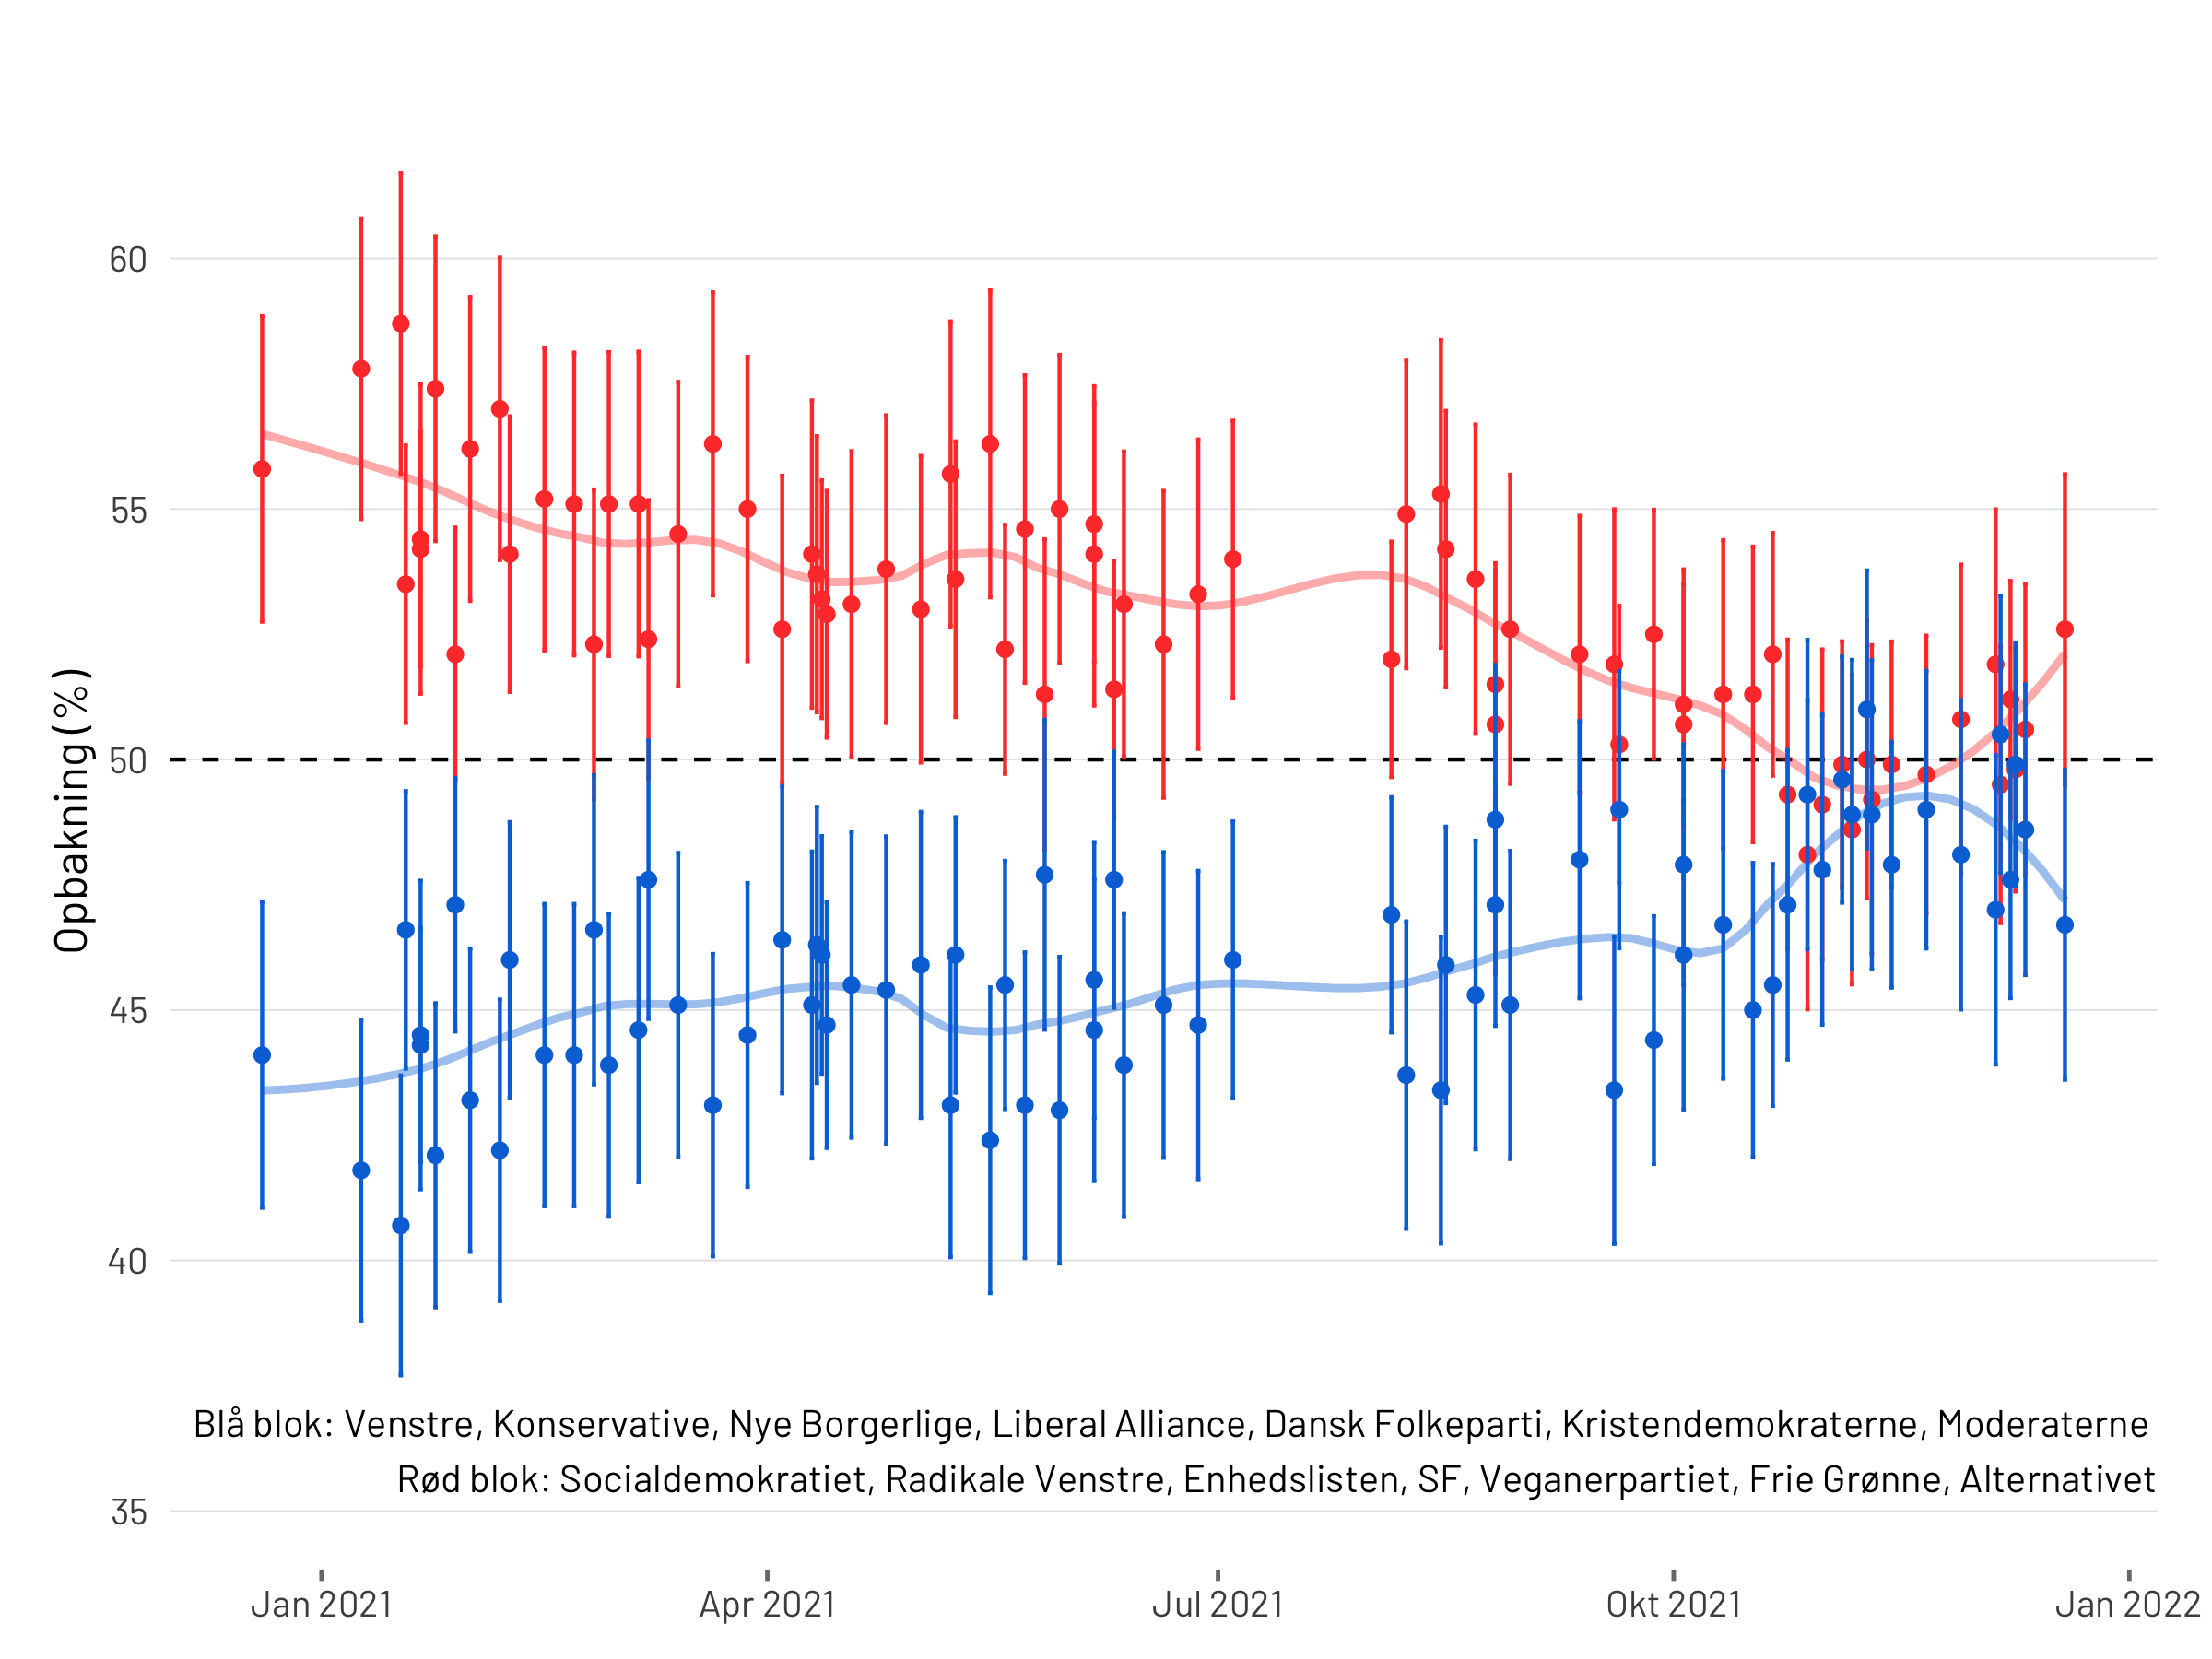 Opbakning (%)
60
55
50
45
40
35
Blå blok: Venstre, Konservative, Nye Borgerlige, Liberal Alliance, Dansk Folkeparti, Kristendemokraterne, Moderaterne
Rød blok: Socialdemokratiet, Radikale Venstre, Enhedslisten, SF, Veganerpartiet, Frie Grønne, Alternativet
Jan 2021
Apr 2021
Jul 2021
Okt 2021
Jan 2022